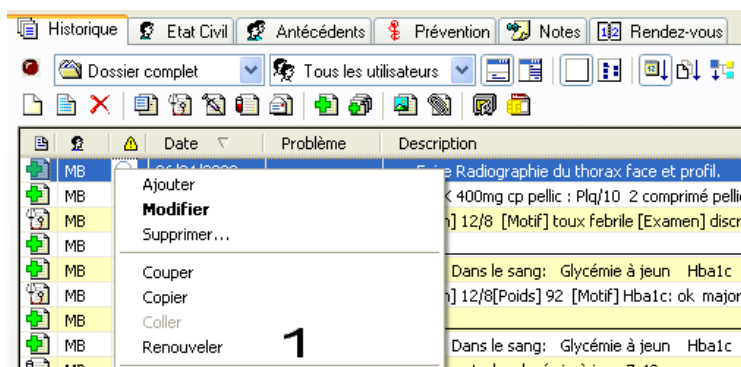 Historique Etat Civil Antécédents Prévention Notes 12 Rendez-vous
Dossier complet Tous les utilisateurs
Date Problème Description
MB Faire Radiographie du thorax face et profil.
MB 400mg cp pellic : Plq/10 2 comprimé pelli
MB ] 12/8 [Motif] toux febrile [Examen] discr
MB
MB Dans le sang: Glycémie à jeun Hba1c
MB ] 12/8[Poids] 92 [Motif] Hba1c: ok major
MB
MB Dans le sang: Glycémie à jeun Hba1c
Ajouter
Modifier
Supprimer...
Couper
Copier
Coller
Renouveler 1